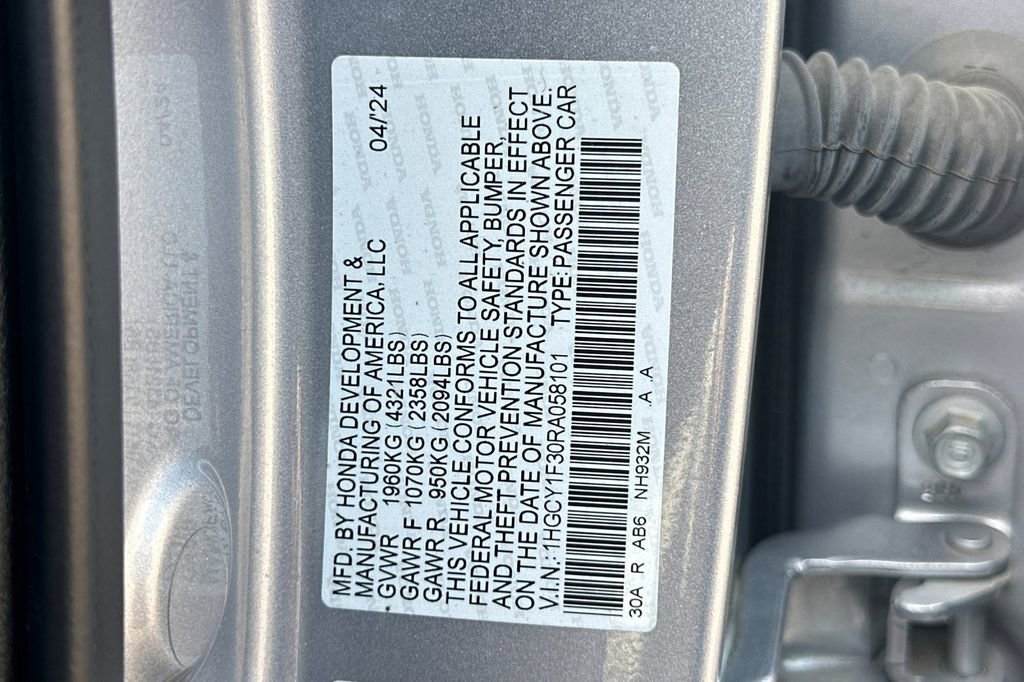 MFD. BY HONDA DEVELOPMENT &
MANUFACTURING OF AMERICA, LLC 04/'24
GVWR 1960KG (4321LBS)
GAWR F 1070KG (2358LBS)
GAWR R 950KG (2094LBS)
THIS VEHICLE CONFORMS TO ALL APPLICABLE
FEDERAL MOTOR VEHICLE SAFETY, BUMPER,
AND THEFT PREVENTION STANDARDS IN EFFECT
ON THE DATE OF MANUFACTURE SHOWN ABOVE.
V.I.N.: 1HGCY1F30RA058101 TYPE: PASSENGER CAR
30A R AB6 NH932M .A .A